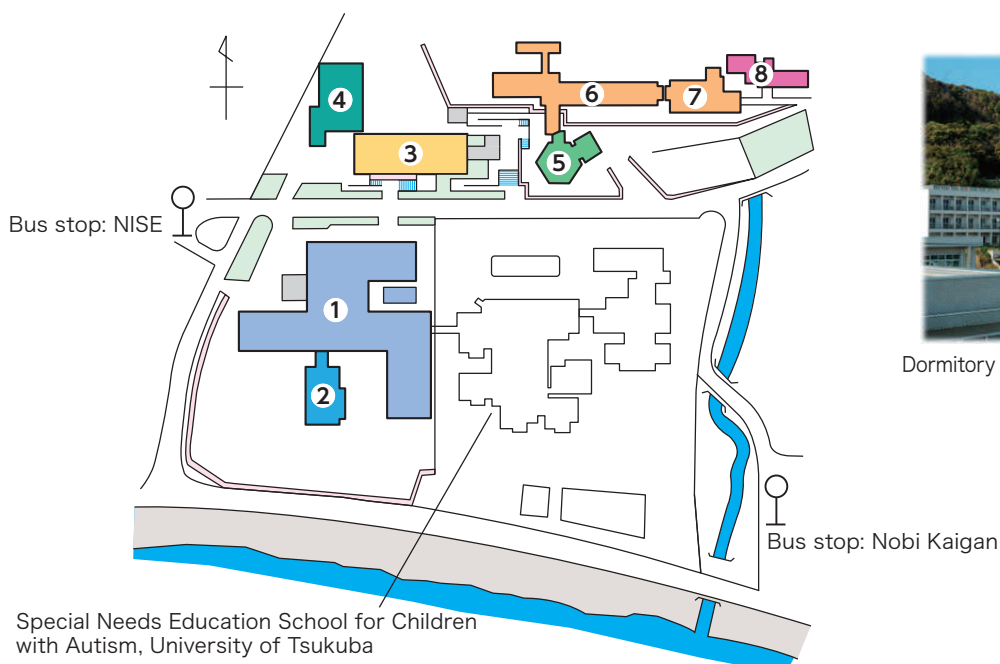 4
6
7
8
3
5
Bus stop: NISE
1
2
Dormitory
Bus stop: Nobi Kaigan
Special Needs Education School for Children
with Autism, University of Tsukuba